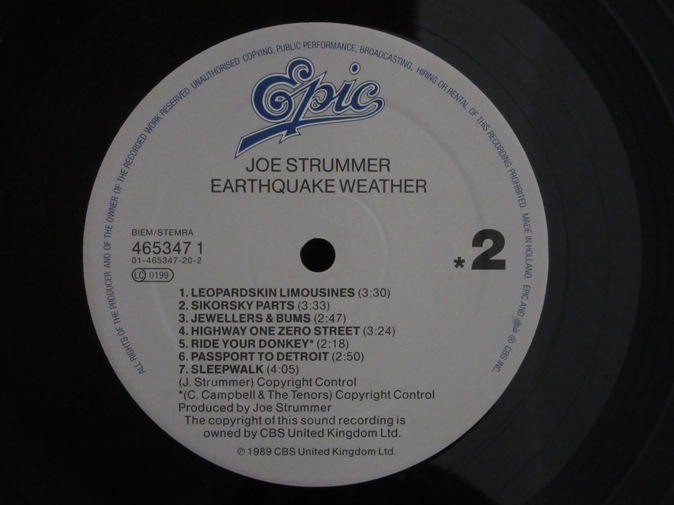 ALL RIGHTS OF THE PRODUCER AND OF THE OWNER OF THE RECORDED WORK RESERVED. UNAUTHORISED COPYING, PUBLIC PERFORMANCE, BROADCASTING, HIRING OR RENTAL OF THIS RECORDING PROHIBITED. MADE IN HOLLAND. EPIC AND ℗ CBS INC.
Epic
JOE STRUMMER
EARTHQUAKE WEATHER
BIEM/STEMRA
465347 1
01-465347-20-2
LC 0199
*2
1. LEOPARDSKIN LIMOUSINES (3:30)
2. SIKORSKY PARTS (3:33)
3. JEWELLERS & BUMS (2:47)
4. HIGHWAY ONE ZERO STREET (3:24)
5. RIDE YOUR DONKEY* (2:18)
6. PASSPORT TO DETROIT (2:50)
7. SLEEPWALK (4:05)
(J. Strummer) Copyright Control
*(C. Campbell & The Tenors) Copyright Control
Produced by Joe Strummer
The copyright of this sound recording is
owned by CBS United Kingdom Ltd.
℗ 1989 CBS United Kingdom Ltd.